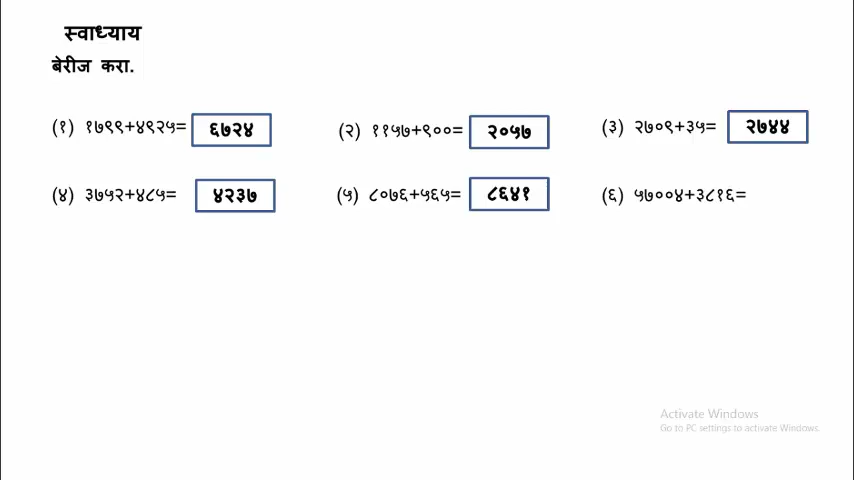 स्वाध्याय
बेरीज करा.
(१) १७९९+४९२५= ६७२४ (२) ११५७+९००= २०५७ (३) २७०९+३५= २७४४
(४) ३७५२+४८५= ४२३७ (५) ८०७६+५६५= ८६४१ (६) ५७००४+३८१६=
Activate Windows
Go to PC settings to activate Windows.